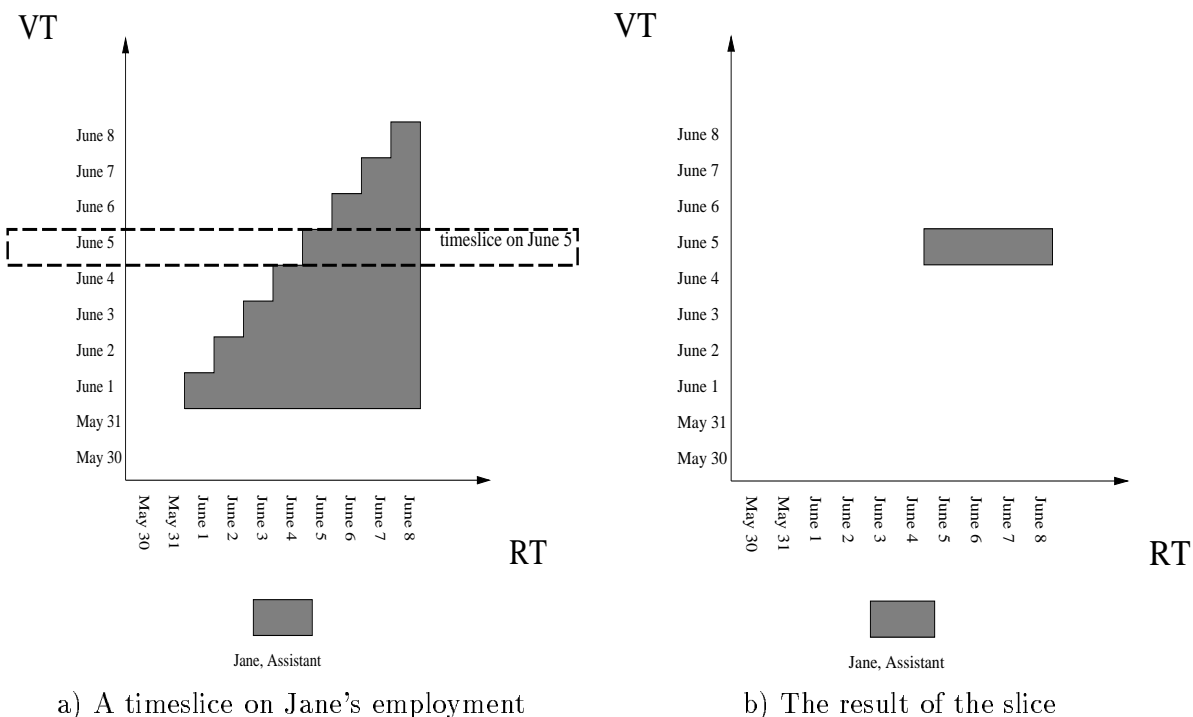 VT
June 8
June 7
June 6
June 5
timeslice on June 5
June 4
June 3
June 2
June 1
May 31
May 30
May 30
May 31
June 1
June 2
June 3
June 4
June 5
June 6
June 7
June 8
RT
Jane, Assistant
a) A timeslice on Jane's employment
VT
June 8
June 7
June 6
June 5
June 4
June 3
June 2
June 1
May 31
May 30
May 30
May 31
June 1
June 2
June 3
June 4
June 5
June 6
June 7
June 8
RT
Jane, Assistant
b) The result of the slice